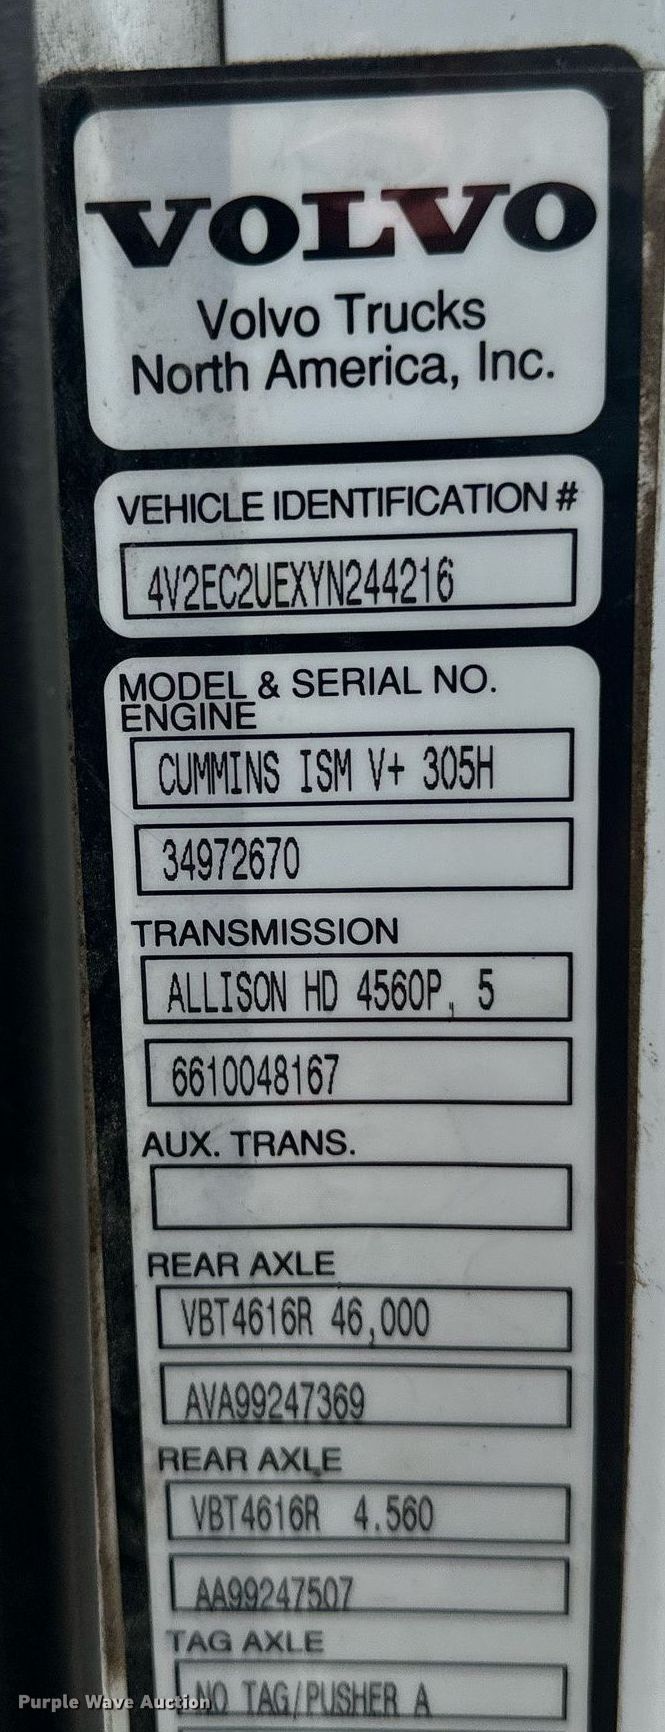 VOLVO
Volvo Trucks
North America, Inc.
VEHICLE IDENTIFICATION #
4V2EC2UEXYN244216
MODEL & SERIAL NO.
ENGINE
CUMMINS ISM V+ 305H
34972670
TRANSMISSION
ALLISON HD 4560P, 5
6610048167
AUX. TRANS.
REAR AXLE
VBT4616R 46,000
AVA99247369
REAR AXLE
VBT4616R 4.560
AA99247507
TAG AXLE
NO TAG/PUSHER A
Purple Wave Auction